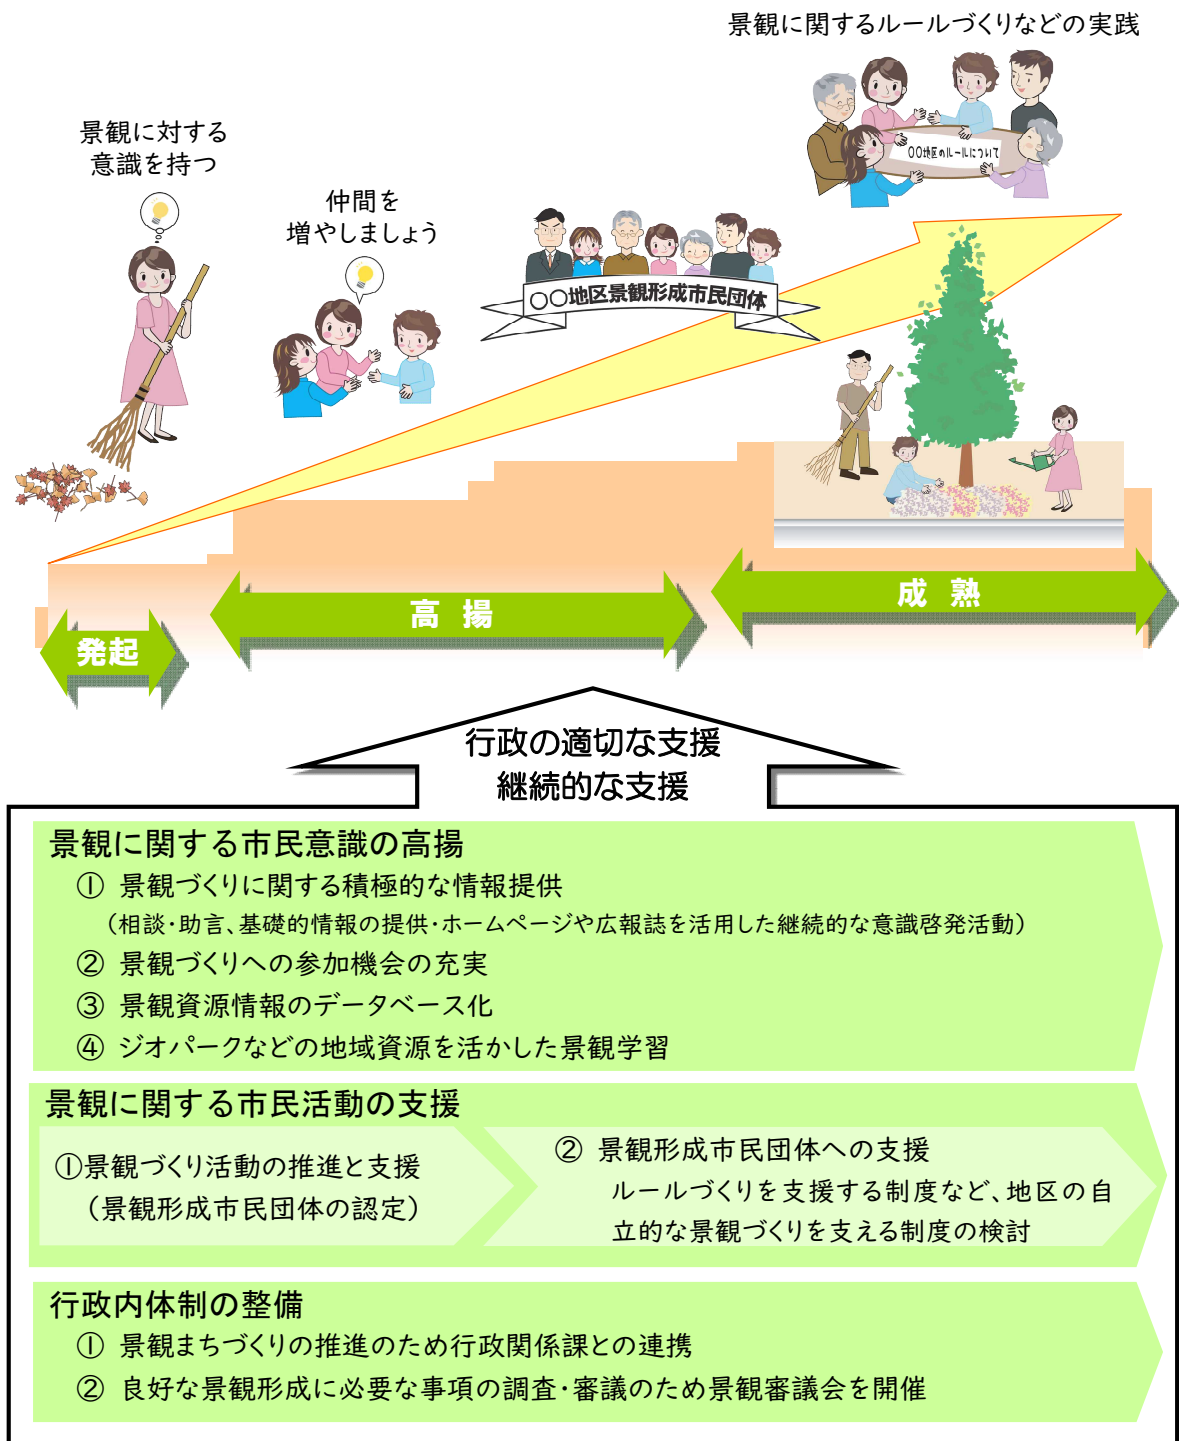 景観に関するルールづくりなどの実践
〇〇地区のルールについて
景観に対する
意識を持つ
仲間を
増やしましょう
〇〇地区景観形成市民団体
発起
高 揚
成 熟
行政の適切な支援
継続的な支援
景観に関する市民意識の高揚
① 景観づくりに関する積極的な情報提供
（相談・助言、基礎的情報の提供・ホームページや広報誌を活用した継続的な意識啓発活動）
② 景観づくりへの参加機会の充実
③ 景観資源情報のデータベース化
④ ジオパークなどの地域資源を活かした景観学習
景観に関する市民活動の支援
①景観づくり活動の推進と支援
（景観形成市民団体の認定）
② 景観形成市民団体への支援
ルールづくりを支援する制度など、地区の自
立的な景観づくりを支える制度の検討
行政内体制の整備
① 景観まちづくりの推進のため行政関係課との連携
② 良好な景観形成に必要な事項の調査・審議のため景観審議会を開催